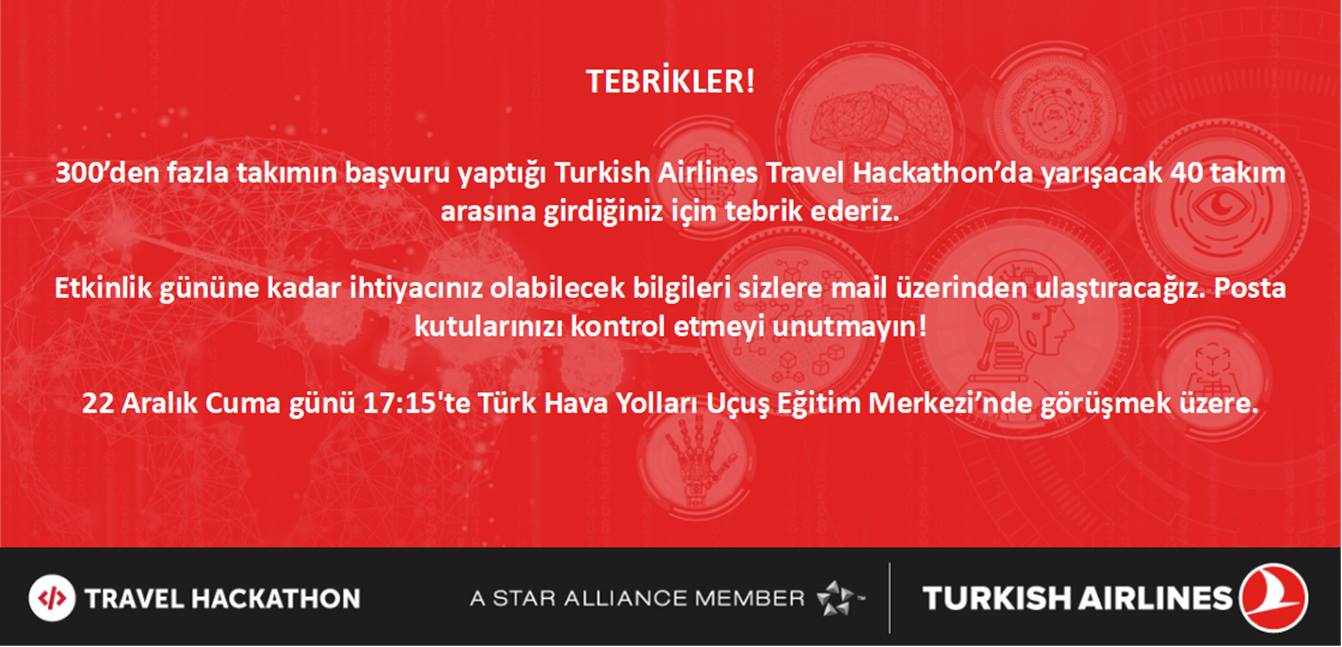 TEBRİKLER!
300’den fazla takımın başvuru yaptığı Turkish Airlines Travel Hackathon’da yarışacak 40 takım
arasına girdiğiniz için tebrik ederiz.
Etkinlik gününe kadar ihtiyacınız olabilecek bilgileri sizlere mail üzerinden ulaştıracağız. Posta
kutularınızı kontrol etmeyi unutmayın!
22 Aralık Cuma günü 17:15'te Türk Hava Yolları Uçuş Eğitim Merkezi’nde görüşmek üzere.
</> TRAVEL HACKATHON
A STAR ALLIANCE MEMBER ™
TURKISH AIRLINES